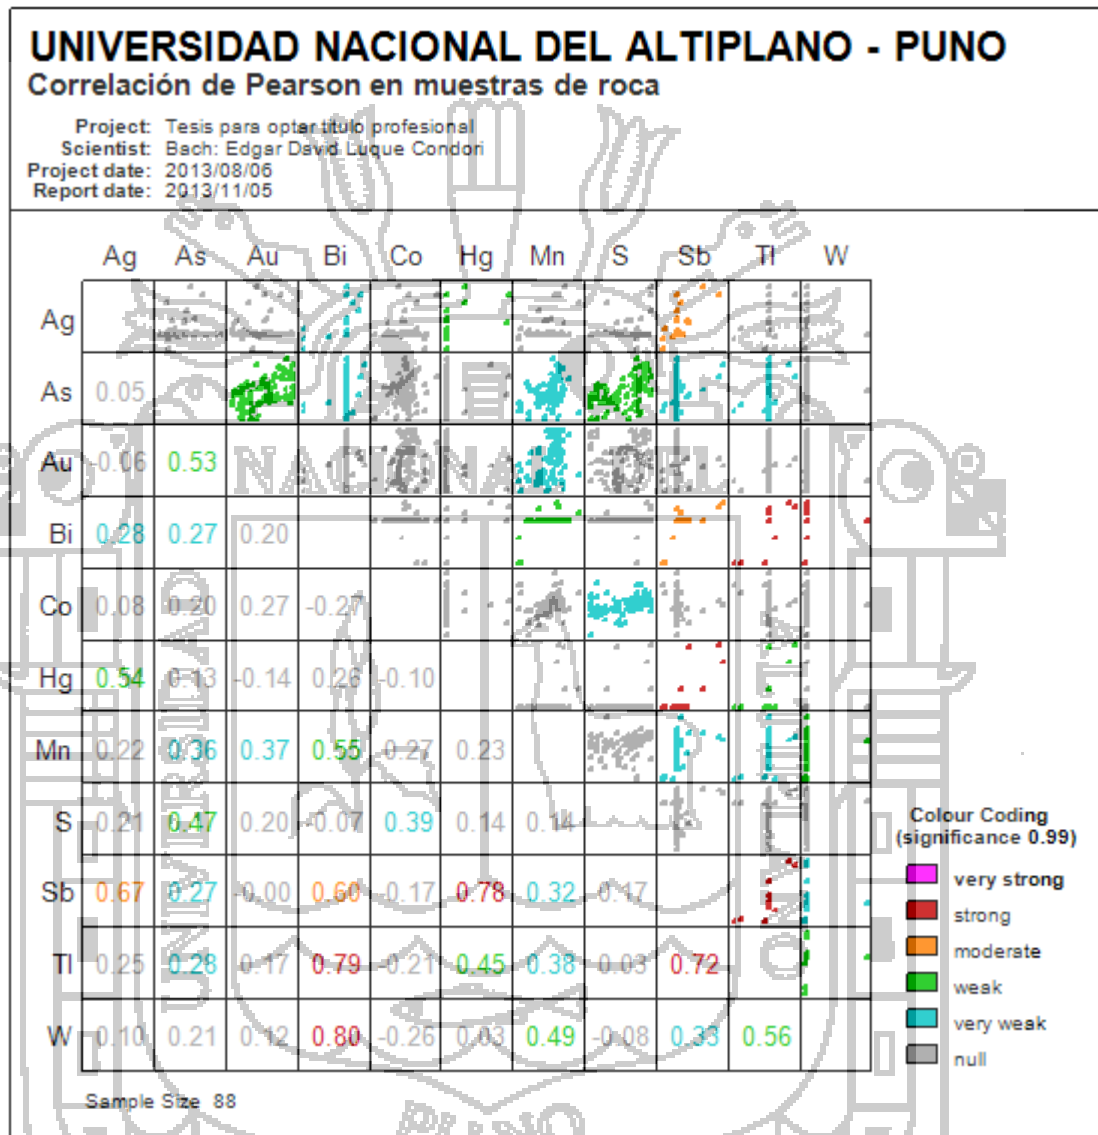 UNIVERSIDAD NACIONAL DEL ALTIPLANO - PUNO
Correlación de Pearson en muestras de roca
Project: Tesis para optar titulo profesional
Scientist: Bach: Edgar David Luque Condori
Project date: 2013/08/06
Report date: 2013/11/05
Ag As Au Bi Co Hg Mn S Sb Tl W
Ag
As 0.05
Au -0.06 0.53
Bi 0.28 0.27 0.20
Co 0.08 0.20 0.27 -0.27
Hg 0.54 0.13 -0.14 0.26 -0.10
Mn 0.22 0.36 0.37 0.55 -0.27 0.23
S 0.21 0.47 0.20 -0.07 0.39 0.14 0.14
Sb 0.67 0.27 -0.00 0.60 -0.17 0.78 0.32 0.17
Tl 0.25 0.28 0.17 0.79 -0.21 0.45 0.38 0.03 0.72
W 0.10 0.21 0.12 0.80 -0.26 0.03 0.49 -0.08 0.33 0.56
Sample Size 88
Colour Coding
(significance 0.99)
very strong
strong
moderate
weak
very weak
null
NACIONAL DEL
UNIVERSIDAD
PUNO